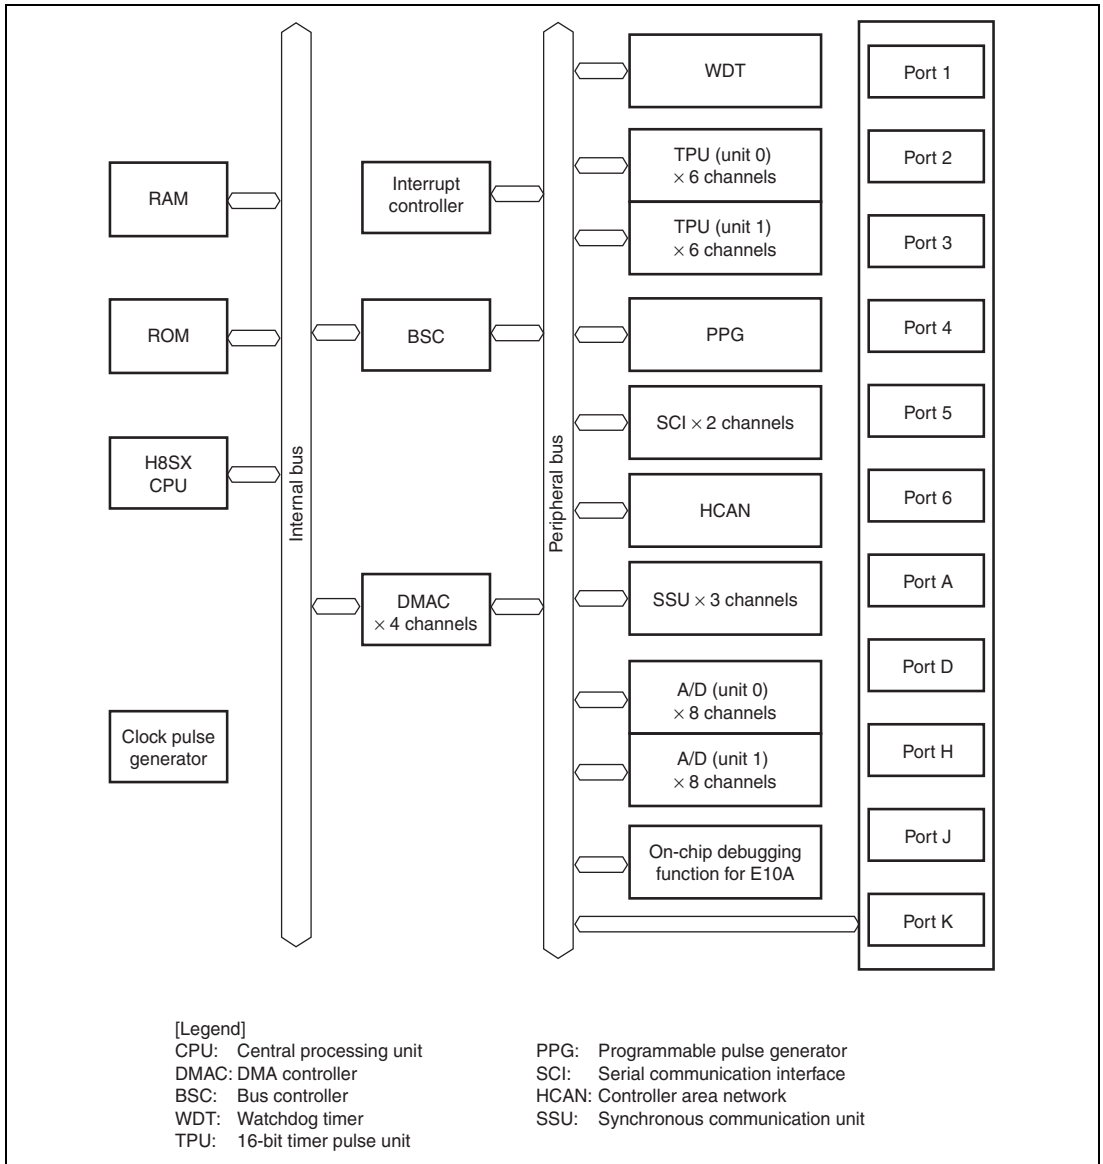 WDT
Port 1
TPU (unit 0)
× 6 channels
Port 2
RAM
Interrupt
controller
TPU (unit 1)
× 6 channels
Port 3
ROM
BSC
PPG
Port 4
SCI × 2 channels
Port 5
H8SX
CPU
Internal bus
Peripheral bus
HCAN
Port 6
DMAC
× 4 channels
SSU × 3 channels
Port A
A/D (unit 0)
× 8 channels
Port D
Clock pulse
generator
A/D (unit 1)
× 8 channels
Port H
On-chip debugging
function for E10A
Port J
Port K
[Legend]
CPU: Central processing unit
DMAC: DMA controller
BSC: Bus controller
WDT: Watchdog timer
TPU: 16-bit timer pulse unit
PPG: Programmable pulse generator
SCI: Serial communication interface
HCAN: Controller area network
SSU: Synchronous communication unit